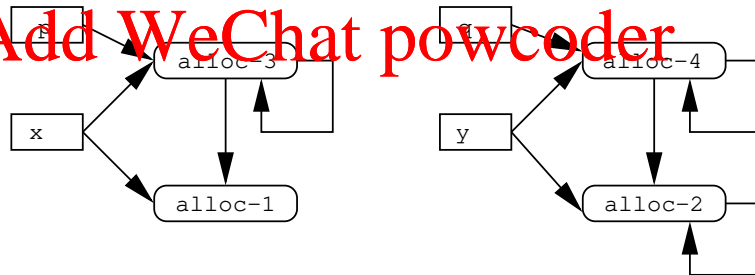 p
q
Add WeChat powcoder
alloc-3
alloc-4
x
y
alloc-1
alloc-2